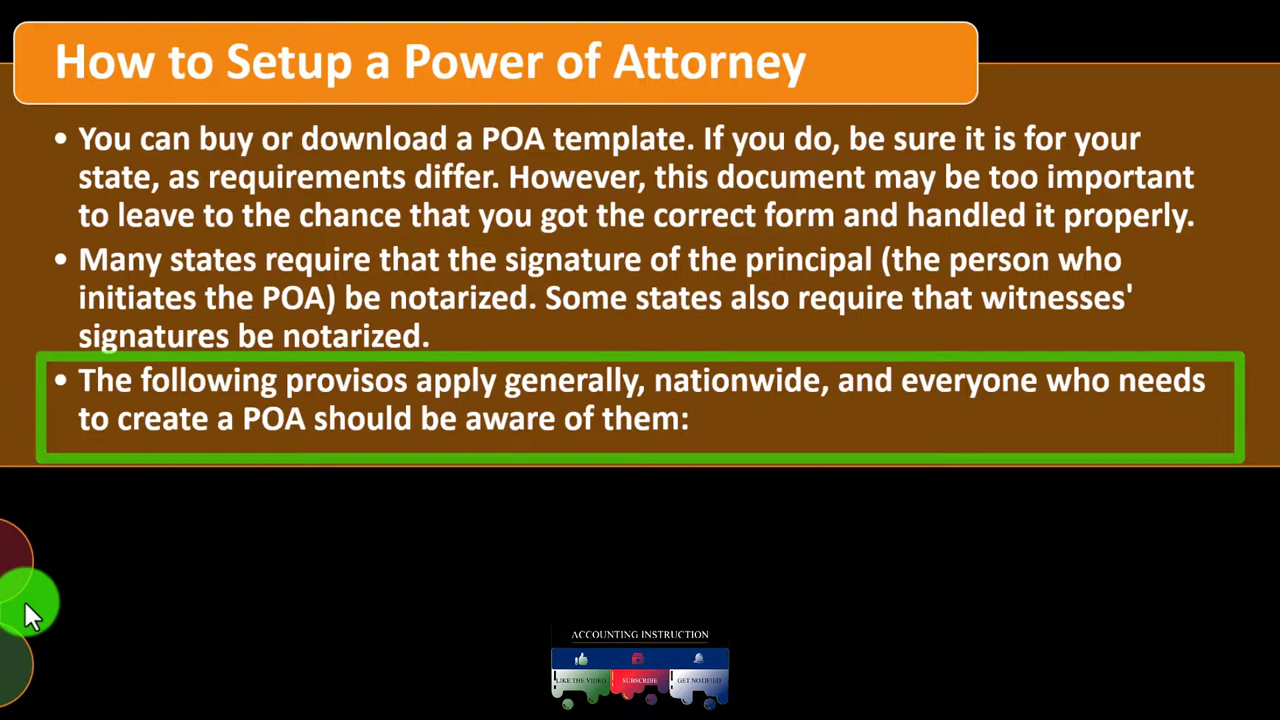 How to Setup a Power of Attorney
• You can buy or download a POA template. If you do, be sure it is for your
state, as requirements differ. However, this document may be too important
to leave to the chance that you got the correct form and handled it properly.
• Many states require that the signature of the principal (the person who
initiates the POA) be notarized. Some states also require that witnesses'
signatures be notarized.
• The following provisos apply generally, nationwide, and everyone who needs
to create a POA should be aware of them:
ACCOUNTING INSTRUCTION
LIKE THE VIDEO SUBSCRIBE GET NOTIFIED